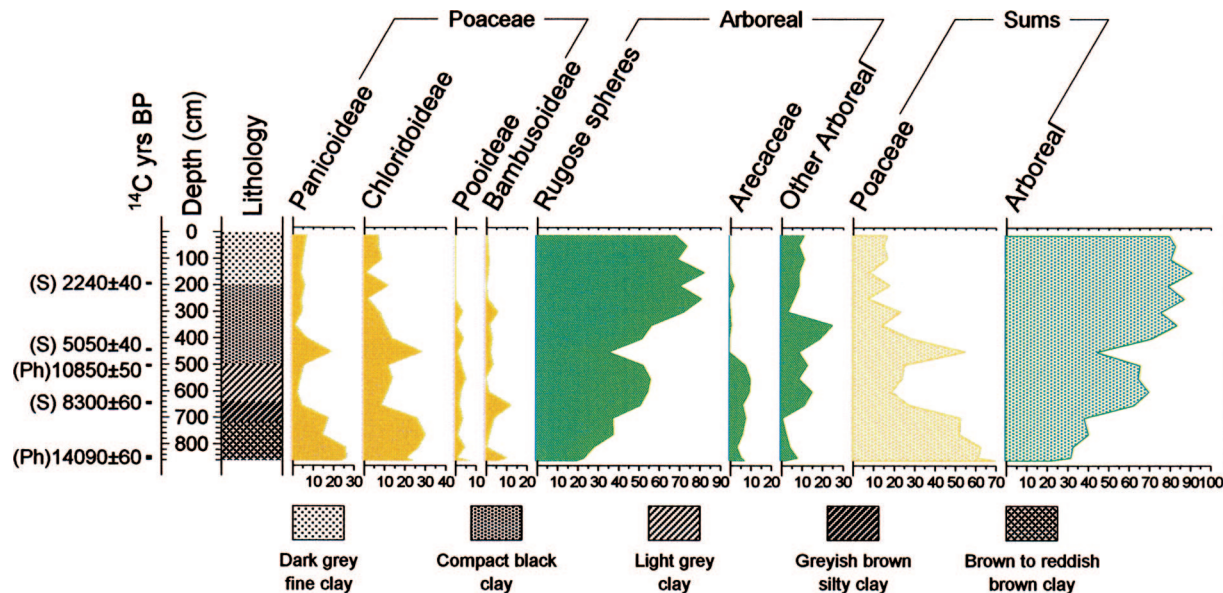 Poaceae
Arboreal
Sums
¹⁴C yrs BP
Depth (cm)
Lithology
Panicoideae
Chloridoideae
Pooideae
Bambusoideae
Rugose spheres
Arecaceae
Other Arboreal
Poaceae
Arboreal
0
100
(S) 2240±40
200
300
400
(S) 5050±40
500
(Ph)10850±50
600
(S) 8300±60
700
800
(Ph)14090±60
10 20 30
10 20 30 40
10
10 20
10 20 30 40 50 60 70 80 90
10 20
10 20 30
10 20 30 40 50 60 70
10 20 30 40 50 60 70 80 90 100
Dark grey
fine clay
Compact black
clay
Light grey
clay
Greyish brown
silty clay
Brown to reddish
brown clay